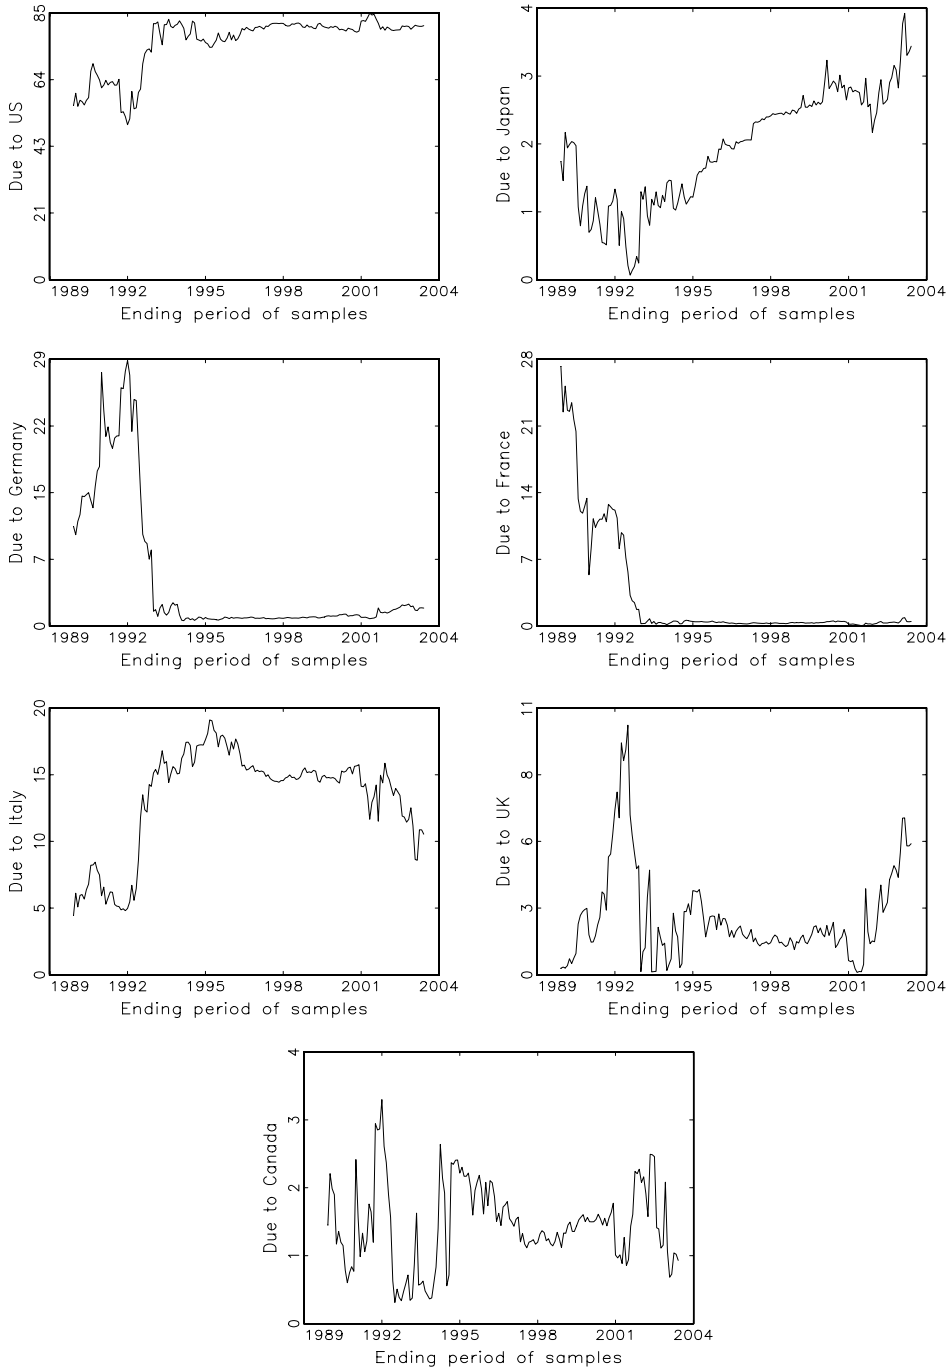 85
64
43
21
0
Due to US
1989 1992 1995 1998 2001 2004
Ending period of samples
4
3
2
1
0
Due to Japan
1989 1992 1995 1998 2001 2004
Ending period of samples
29
22
15
7
0
Due to Germany
1989 1992 1995 1998 2001 2004
Ending period of samples
28
21
14
7
0
Due to France
1989 1992 1995 1998 2001 2004
Ending period of samples
20
15
10
5
0
Due to Italy
1989 1992 1995 1998 2001 2004
Ending period of samples
11
8
6
3
0
Due to UK
1989 1992 1995 1998 2001 2004
Ending period of samples
4
3
2
1
0
Due to Canada
1989 1992 1995 1998 2001 2004
Ending period of samples